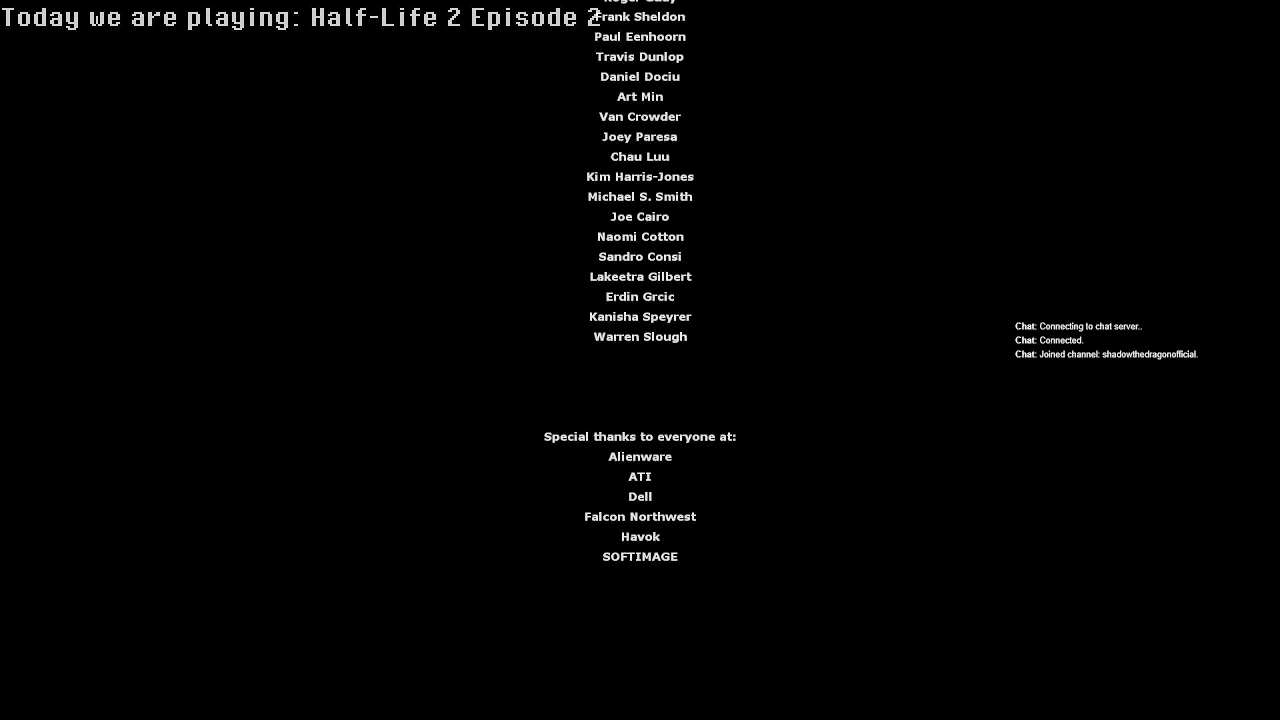 Today we are playing: Half-Life 2 Episode 2
Frank Sheldon
Paul Eenhoorn
Travis Dunlop
Daniel Dociu
Art Min
Van Crowder
Joey Paresa
Chau Luu
Kim Harris-Jones
Michael S. Smith
Joe Cairo
Naomi Cotton
Sandro Consi
Lakeetra Gilbert
Erdin Grcic
Kanisha Speyrer
Warren Slough
Chat: Connecting to chat server..
Chat: Connected.
Chat: Joined channel: shadowthedragonofficial.
Special thanks to everyone at:
Alienware
ATI
Dell
Falcon Northwest
Havok
SOFTIMAGE